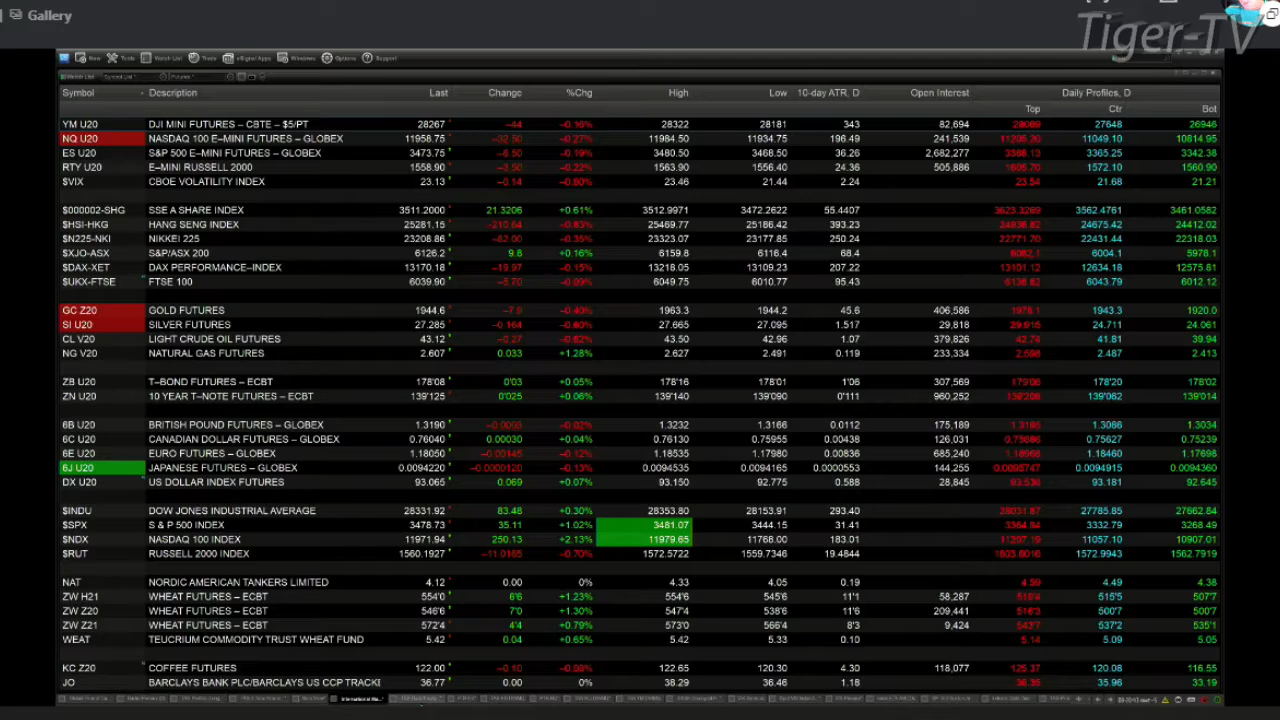 Gallery
Tiger-TV
New Tools Watch List Trade eSignal Apps Windows Options Support
Symbol Description Last Change %Chg High Low 10-day ATR, D Open Interest Daily Profiles, D
Top Ctr Bot
YM U20 DJI MINI FUTURES – CBTE – $5/PT 28267 -44 -0.16% 28322 28181 343 82,694 27648 26946
NQ U20 NASDAQ 100 E–MINI FUTURES – GLOBEX 11958.75 -32.50 -0.27% 11984.50 11934.75 196.49 241,539 11205.20 11049.10 10814.95
ES U20 S&P 500 E–MINI FUTURES – GLOBEX 3473.75 -6.50 -0.19% 3480.50 3468.50 36.26 2,682,277 3368.13 3365.25 3342.38
RTY U20 E–MINI RUSSELL 2000 1558.90 -3.50 -0.22% 1563.90 1556.40 24.36 505,886 1605.70 1572.10 1560.90
$VIX CBOE VOLATILITY INDEX 23.13 -0.14 -0.60% 23.46 21.44 2.24 23.54 21.68 21.21
$000002-SHG SSE A SHARE INDEX 3511.2000 21.3206 +0.61% 3512.9971 3472.2622 55.4407 3623.3269 3562.4761 3461.0582
$HSI-HKG HANG SENG INDEX 25281.15 -210.64 -0.83% 25469.77 25186.42 393.23 24675.42 24412.02
$N225-NKI NIKKEI 225 23208.86 -82.00 -0.35% 23323.07 23177.85 250.24 22771.70 22431.44 22318.03
$XJO-ASX S&P/ASX 200 6126.2 9.8 +0.16% 6159.8 6116.4 68.4 6082.1 6004.1 5978.1
$DAX-XET DAX PERFORMANCE–INDEX 13170.18 -19.97 -0.15% 13218.05 13109.23 207.22 13101.12 12634.18 12575.81
$UKX-FTSE FTSE 100 6039.90 -5.70 -0.09% 6049.75 6010.77 95.43 6136.82 6043.79 6012.12
GC Z20 GOLD FUTURES 1944.6 -7.9 -0.40% 1963.3 1944.2 45.6 406,586 1976.1 1943.3 1920.0
SI U20 SILVER FUTURES 27.285 -0.164 -0.60% 27.665 27.095 1.517 29,818 29.915 24.711 24.061
CL V20 LIGHT CRUDE OIL FUTURES 43.12 -0.27 -0.62% 43.50 42.96 1.07 379,826 42.74 41.81 39.94
NG V20 NATURAL GAS FUTURES 2.607 0.033 +1.28% 2.627 2.491 0.119 233,334 2.487 2.413
ZB U20 T–BOND FUTURES – ECBT 178'08 0'03 +0.05% 178'16 178'01 1'06 307,569 179'06 178'20 178'02
ZN U20 10 YEAR T–NOTE FUTURES – ECBT 139'125 0'025 +0.06% 139'140 139'090 0'111 960,252 139'082 139'014
6B U20 BRITISH POUND FUTURES – GLOBEX 1.3190 -0.0003 -0.02% 1.3232 1.3166 0.0112 175,189 1.3086 1.3034
6C U20 CANADIAN DOLLAR FUTURES – GLOBEX 0.76040 0.00030 +0.04% 0.76130 0.75955 0.00438 126,031 0.75627 0.75239
6E U20 EURO FUTURES – GLOBEX 1.18050 -0.00145 -0.12% 1.18535 1.17980 0.00836 685,240 1.18460 1.17698
6J U20 JAPANESE FUTURES – GLOBEX 0.0094220 -0.0000120 -0.13% 0.0094535 0.0094165 0.0000553 144,255 0.0094915 0.0094360
DX U20 US DOLLAR INDEX FUTURES 93.065 0.069 +0.07% 93.150 92.775 0.588 28,845 93.536 93.181 92.645
$INDU DOW JONES INDUSTRIAL AVERAGE 28331.92 83.48 +0.30% 28353.80 28153.91 293.40 28031.87 27785.85 27662.84
$SPX S & P 500 INDEX 3478.73 35.11 +1.02% 3481.07 3444.15 31.41 3364.84 3332.79 3268.49
$NDX NASDAQ 100 INDEX 11971.94 250.13 +2.13% 11979.65 11768.00 183.01 11207.19 11057.10 10907.01
$RUT RUSSELL 2000 INDEX 1560.1927 -11.0165 -0.70% 1572.5722 1559.7346 19.4844 1603.6016 1572.9943 1562.7919
NAT NORDIC AMERICAN TANKERS LIMITED 4.12 0.00 0% 4.33 4.05 0.19 4.59 4.49 4.38
ZW H21 WHEAT FUTURES – ECBT 554'0 6'6 +1.23% 554'6 545'6 11'1 58,287 515'5 507'7
ZW Z20 WHEAT FUTURES – ECBT 546'6 7'0 +1.30% 547'4 538'6 11'6 209,441 500'7
ZW Z21 WHEAT FUTURES – ECBT 572'4 4'4 +0.79% 573'0 566'4 8'3 9,424 543'7 537'2 535'1
WEAT TEUCRIUM COMMODITY TRUST WHEAT FUND 5.42 0.04 +0.65% 5.42 5.33 0.10 5.14 5.09 5.05
KC Z20 COFFEE FUTURES 122.00 -0.10 -0.08% 122.65 120.30 4.30 118,077 125.37 120.08 116.55
JO BARCLAYS BANK PLC/BARCLAYS US CCP TRACKI 36.77 0.00 0% 38.29 36.46 1.18 38.35 35.96 33.19